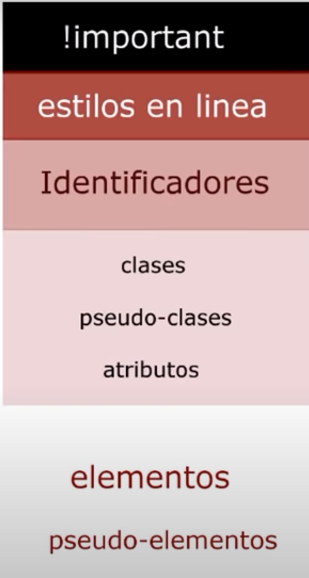 !important
estilos en linea
Identificadores
clases
pseudo-clases
atributos
elementos
pseudo-elementos